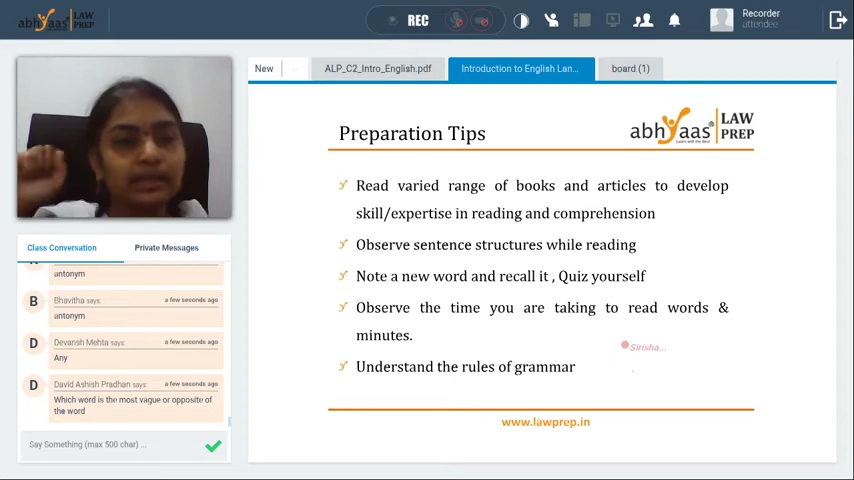 abhyaas LAW
PREP
REC
Recorder
attendee
New
ALP_C2_Intro_English.pdf
Introduction to English Lan...
board (1)
Preparation Tips
abhyaas® LAW
PREP
Read varied range of books and articles to develop
skill/expertise in reading and comprehension
Observe sentence structures while reading
Note a new word and recall it , Quiz yourself
Observe the time you are taking to read words &
minutes.
Sirisha...
Understand the rules of grammar
www.lawprep.in
Class Conversation
Private Messages
antonym
B
Bhavitha says:
a few seconds ago
antonym
D
Devansh Mehta says:
a few seconds ago
Any
D
David Ashish Pradhan says:
a few seconds ago
Which word is the most vague or opposite of
the word
Say Something (max 500 char) ...